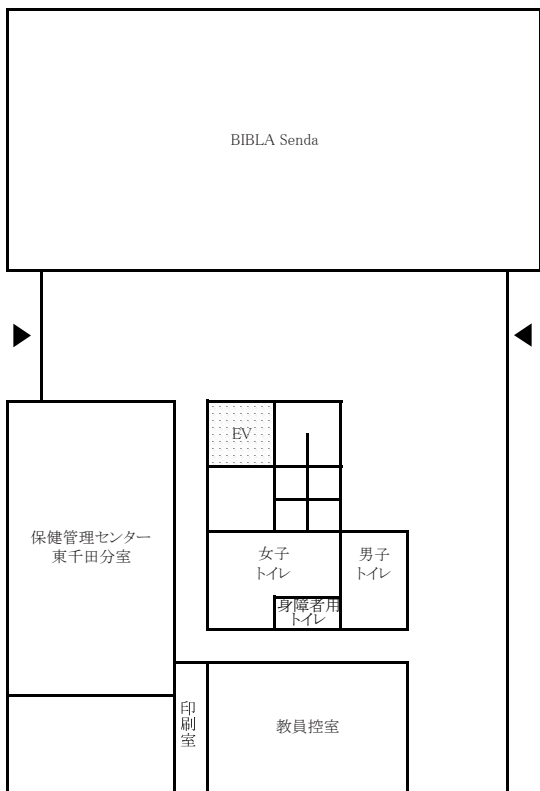 BIBLA Senda
EV
保健管理センター
東千田分室
女子
トイレ
男子
トイレ
身障者用
トイレ
印刷室
教員控室